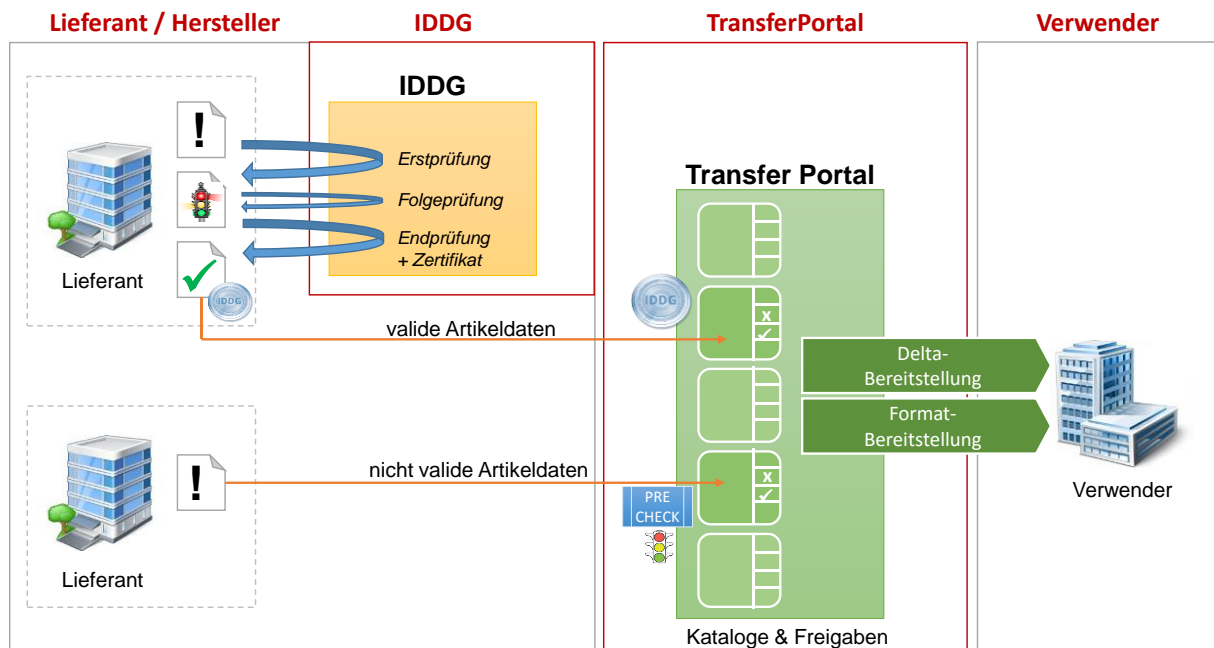 Lieferant / Hersteller
IDDG
TransferPortal
Verwender
IDDG
!
Erstprüfung
Folgeprüfung
Endprüfung
+ Zertifikat
Lieferant
IDDG
valide Artikeldaten
Transfer Portal
IDDG
x
Delta-
Bereitstellung
Format-
Bereitstellung
Verwender
!
nicht valide Artikeldaten
Lieferant
x
PRE
CHECK
Kataloge & Freigaben